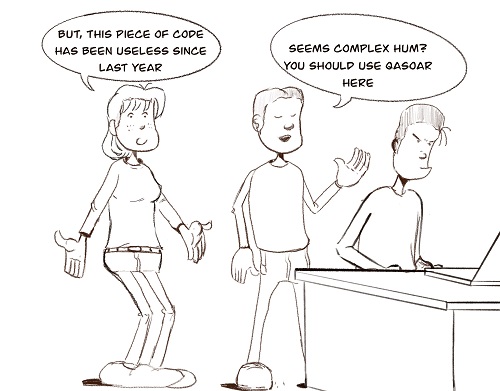 BUT, THIS PIECE OF CODE
HAS BEEN USELESS SINCE
LAST YEAR
SEEMS COMPLEX HUM?
YOU SHOULD USE QASOAR
HERE